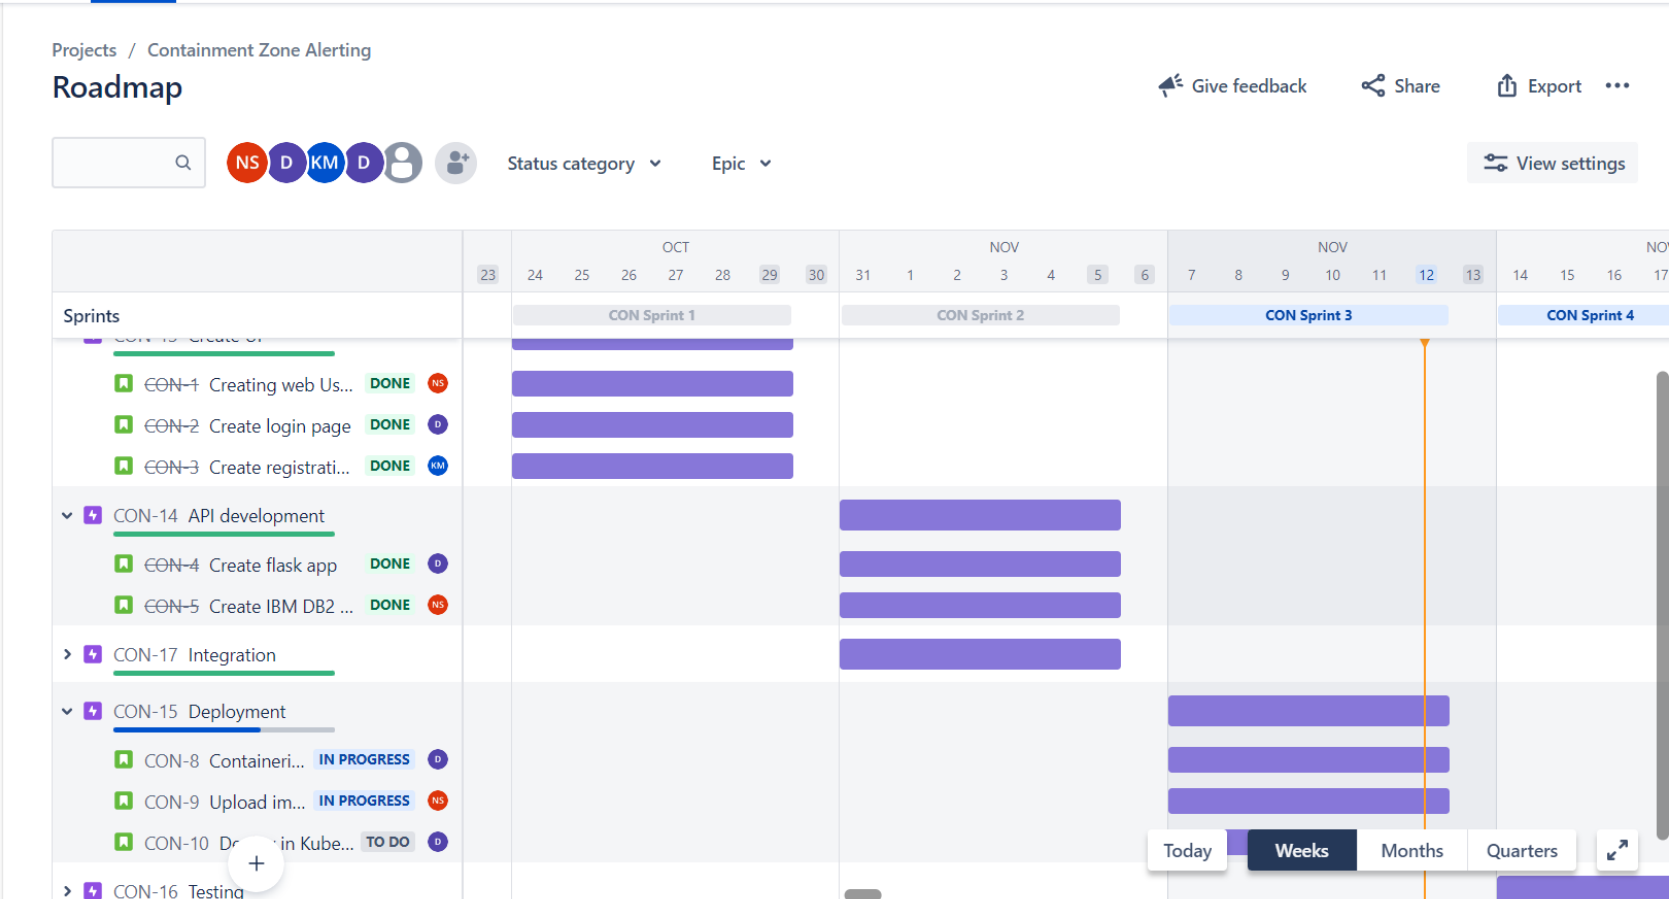 Projects / Containment Zone Alerting
Roadmap
Give feedback
Share
Export
NS D KM D
Status category
Epic
View settings
OCT NOV NOV NOV
23 24 25 26 27 28 29 30 31 1 2 3 4 5 6 7 8 9 10 11 12 13 14 15 16 17
Sprints CON Sprint 1 CON Sprint 2 CON Sprint 3 CON Sprint 4
CON-1 Creating web Us... DONE NS
CON-2 Create login page DONE D
CON-3 Create registrati... DONE KM
CON-14 API development
CON-4 Create flask app DONE D
CON-5 Create IBM DB2 ... DONE NS
CON-17 Integration
CON-15 Deployment
CON-8 Containeri... IN PROGRESS D
CON-9 Upload im... IN PROGRESS NS
CON-10 in Kube... TO DO D
Today Weeks Months Quarters
CON-16 Testing